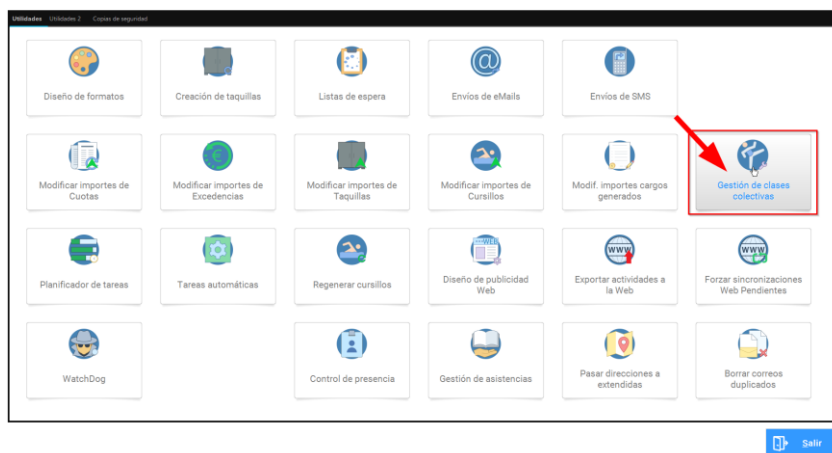 Utilidades Utilidades 2 Copias de seguridad
Diseño de formatos
Creación de taquillas
Listas de espera
Envíos de eMails
Envíos de SMS
Modificar importes de
Cuotas
Modificar importes de
Excedencias
Modificar importes de
Taquillas
Modificar importes de
Cursillos
Modif. importes cargos
generados
Gestión de clases
colectivas
Planificador de tareas
Tareas automáticas
Regenerar cursillos
WEB
Diseño de publicidad
Web
WWW
Exportar actividades a
la Web
WWW
Forzar sincronizaciones
Web Pendientes
WatchDog
Control de presencia
Gestión de asistencias
Pasar direcciones a
extendidas
Borrar correos
duplicados
Salir